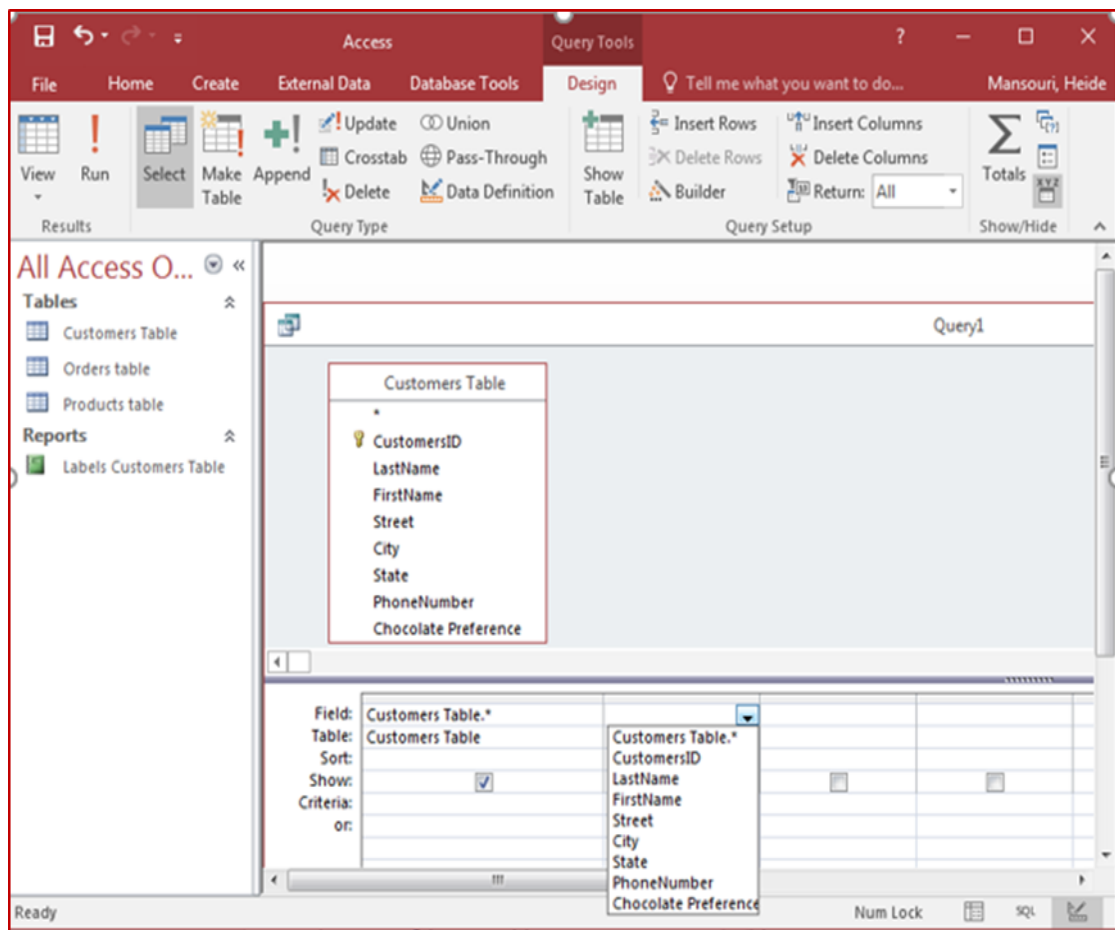 Access
Query Tools
?
File Home Create External Data Database Tools Design Tell me what you want to do... Mansouri, Heide
View
Run
Select
Make Table
Append
Update
Crosstab
Delete
Union
Pass-Through
Data Definition
Show Table
Insert Rows
Delete Rows
Builder
Insert Columns
Delete Columns
Return: All
Totals
XYZ
Results
Query Type
Query Setup
Show/Hide
All Access O...
Tables
Customers Table
Orders table
Products table
Reports
Labels Customers Table
Query1
Customers Table
*
CustomersID
LastName
FirstName
Street
City
State
PhoneNumber
Chocolate Preference
Field: Customers Table.*
Table: Customers Table
Sort:
Show:
Criteria:
or:
Customers Table.*
CustomersID
LastName
FirstName
Street
City
State
PhoneNumber
Chocolate Preference
Ready
Num Lock
SQL